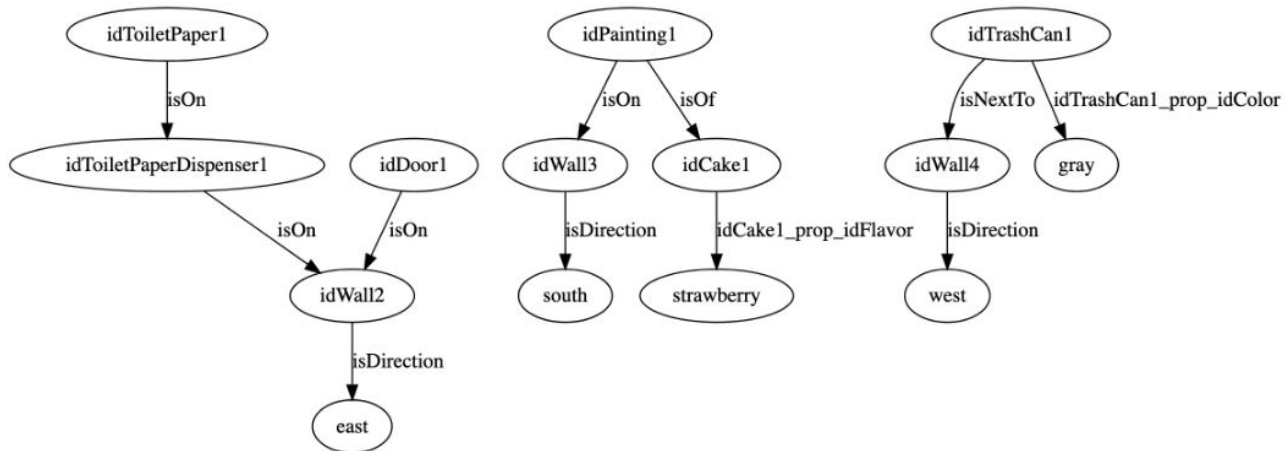 idToiletPaper1
idPainting1
idTrashCan1
isOn
isOn
isOf
isNextTo
idTrashCan1_prop_idColor
idToiletPaperDispenser1
idDoor1
idWall3
idCake1
idWall4
gray
isOn
isOn
isDirection
idCake1_prop_idFlavor
isDirection
idWall2
south
strawberry
west
isDirection
east